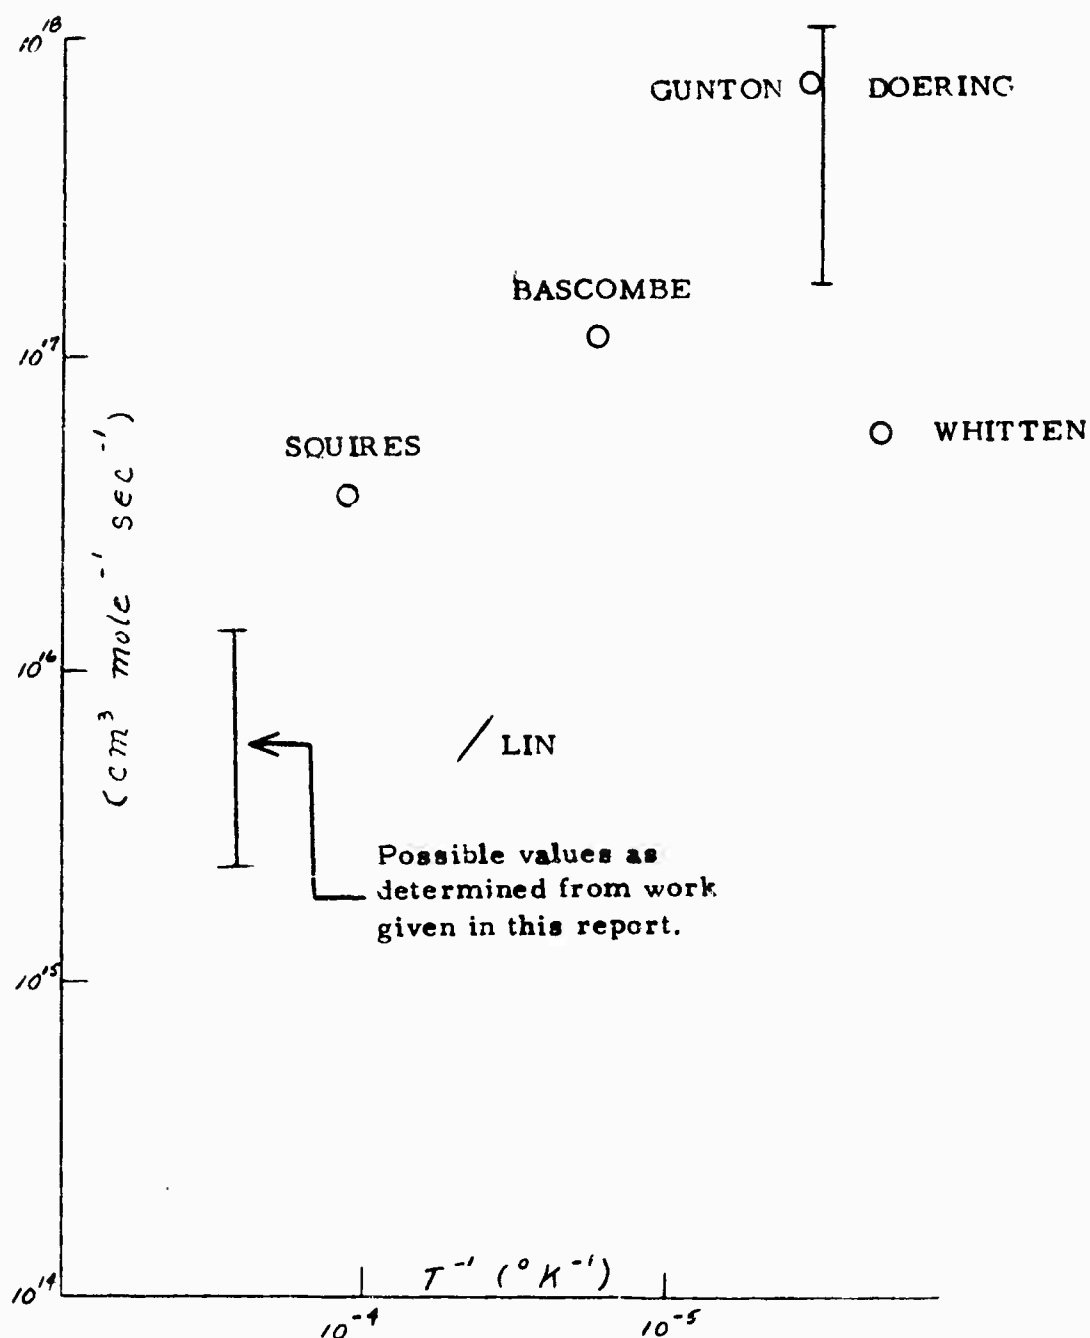 10^18
GUNTON DOERING
BASCOMBE
10^17
WHITTEN
SQUIRES
(cm^3 mole^-1 sec^-1)
10^16
LIN
Possible values as
determined from work
given in this report.
10^15
T^-1 (°K^-1)
10^14
10^-4 10^-5